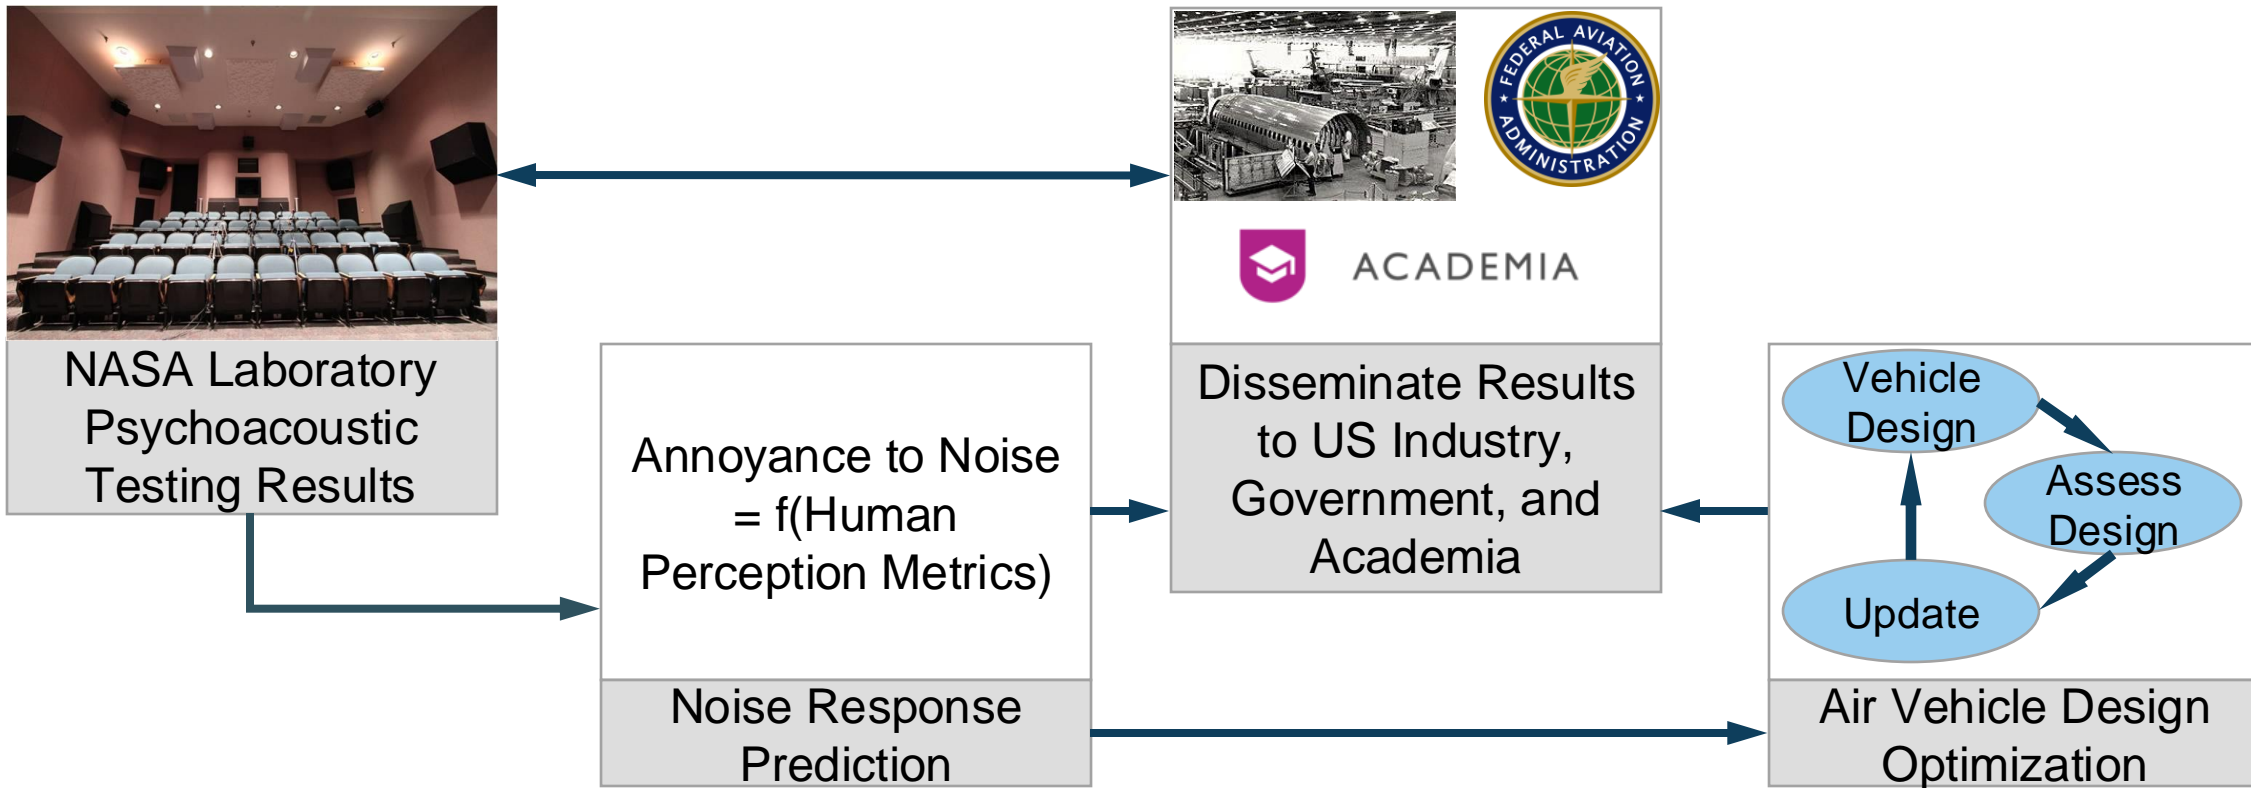 FEDERAL AVIATION
ADMINISTRATION
ACADEMIA
NASA Laboratory
Psychoacoustic
Testing Results
Annoyance to Noise
= f(Human
Perception Metrics)
Noise Response
Prediction
Disseminate Results
to US Industry,
Government, and
Academia
Vehicle
Design
Assess
Design
Update
Air Vehicle Design
Optimization